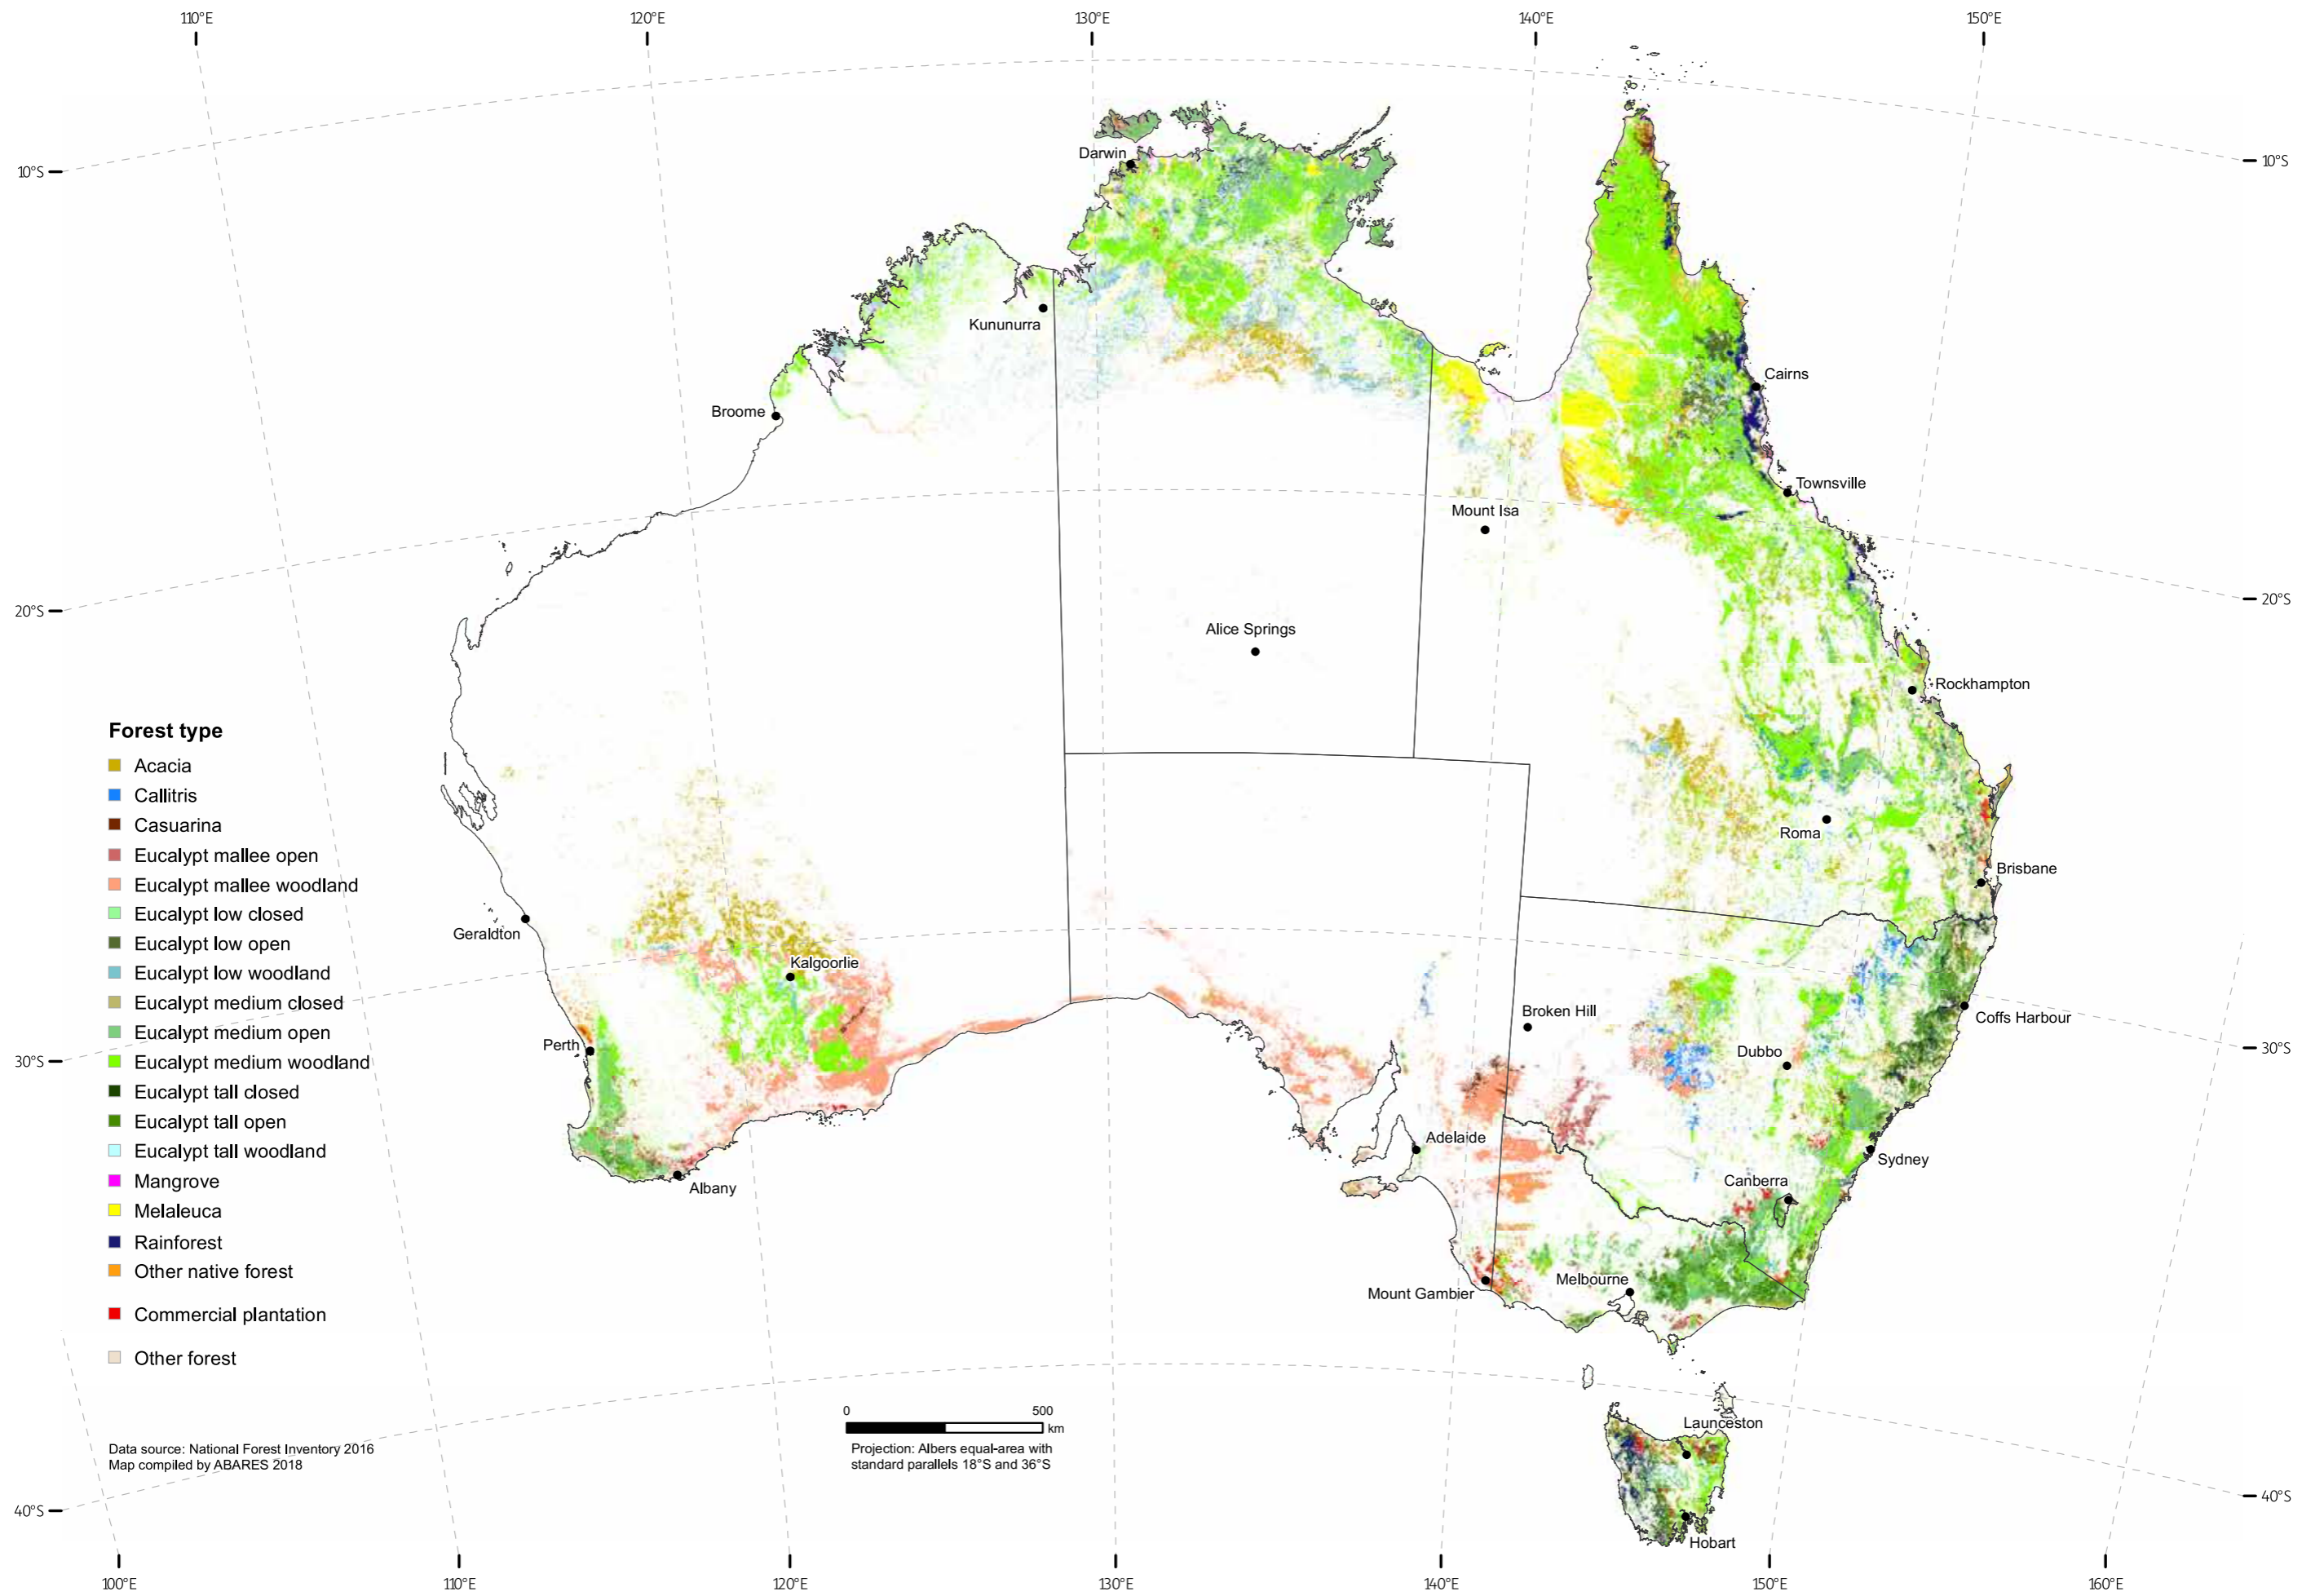 110°E
120°E
130°E
140°E
150°E
10°S
10°S
Darwin
Kununurra
Cairns
Broome
Townsville
Mount Isa
20°S
20°S
Alice Springs
Rockhampton
Roma
Brisbane
Geraldton
Kalgoorlie
Broken Hill
Coffs Harbour
Perth
Dubbo
30°S
30°S
Adelaide
Sydney
Albany
Canberra
Mount Gambier
Melbourne
Launceston
Hobart
Forest type
Acacia
Callitris
Casuarina
Eucalypt mallee open
Eucalypt mallee woodland
Eucalypt low closed
Eucalypt low open
Eucalypt low woodland
Eucalypt medium closed
Eucalypt medium open
Eucalypt medium woodland
Eucalypt tall closed
Eucalypt tall open
Eucalypt tall woodland
Mangrove
Melaleuca
Rainforest
Other native forest
Commercial plantation
Other forest
0 500
km
Projection: Albers equal-area with
standard parallels 18°S and 36°S
Data source: National Forest Inventory 2016
Map compiled by ABARES 2018
40°S
40°S
100°E
110°E
120°E
130°E
140°E
150°E
160°E